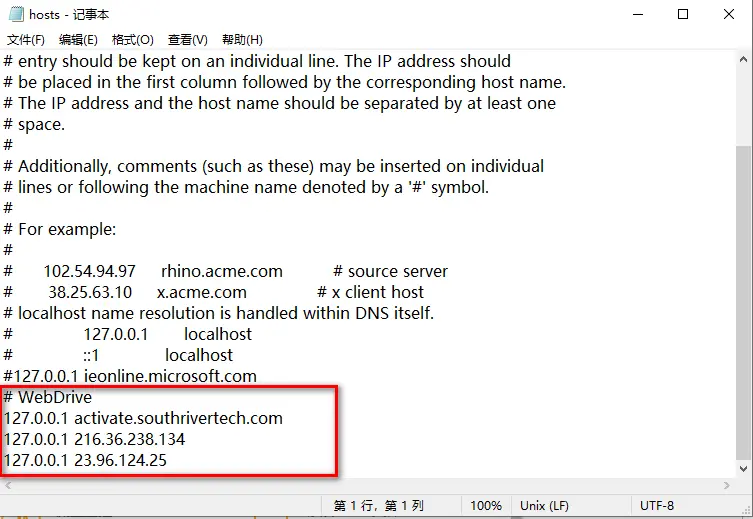 hosts - 记事本
文件(F) 编辑(E) 格式(O) 查看(V) 帮助(H)
# entry should be kept on an individual line. The IP address should
# be placed in the first column followed by the corresponding host name.
# The IP address and the host name should be separated by at least one
# space.
#
# Additionally, comments (such as these) may be inserted on individual
# lines or following the machine name denoted by a '#' symbol.
#
# For example:
#
# 102.54.94.97 rhino.acme.com # source server
# 38.25.63.10 x.acme.com # x client host
# localhost name resolution is handled within DNS itself.
# 127.0.0.1 localhost
# ::1 localhost
#127.0.0.1 ieonline.microsoft.com
# WebDrive
127.0.0.1 activate.southrivertech.com
127.0.0.1 216.36.238.134
127.0.0.1 23.96.124.25
第 1 行，第 1 列 100% Unix (LF) UTF-8